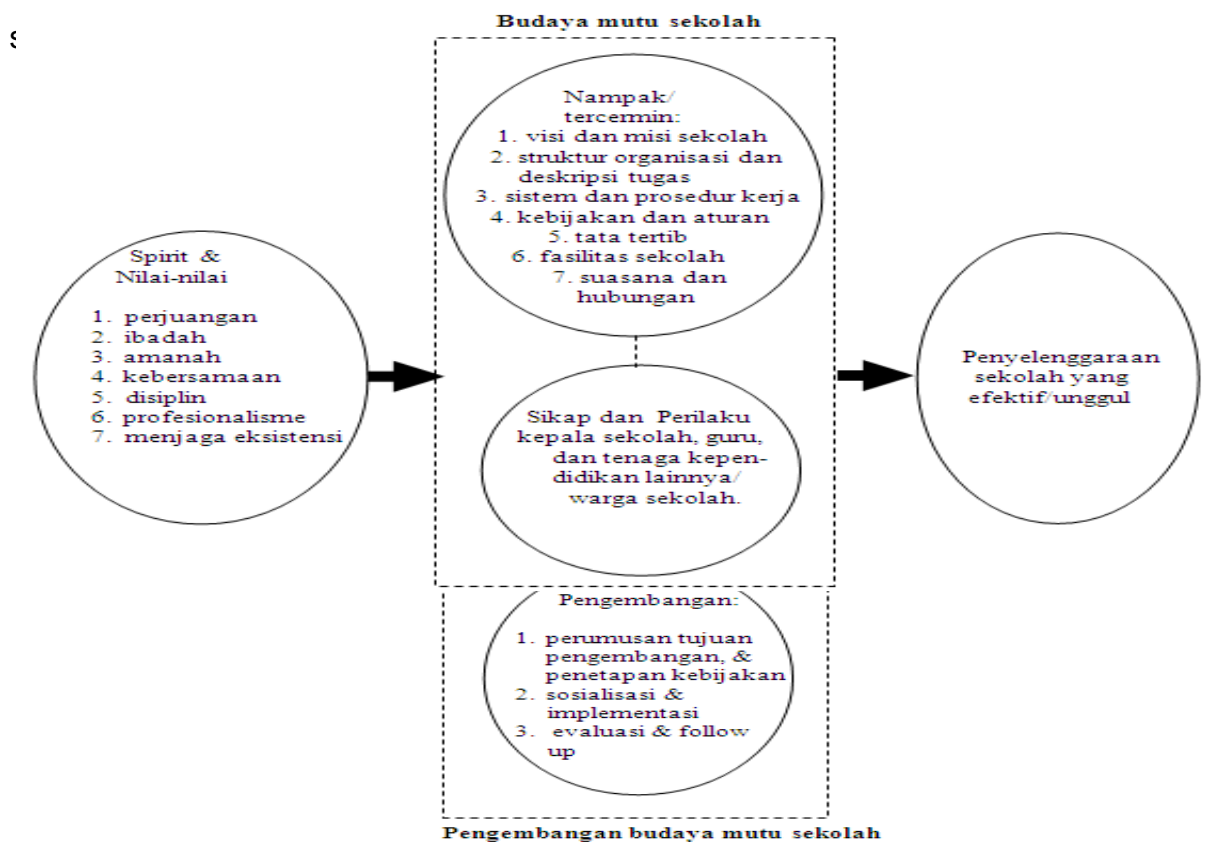 Budaya mutu sekolah
Nampak/
tercermin:
1. visi dan misi sekolah
2. struktur organisasi dan
deskripsi tugas
3. sistem dan prosedur kerja
4. kebijakan dan aturan
5. tata tertib
6. fasilitas sekolah
7. suasana dan
hubungan
Spirit &
Nilai-nilai
1. perjuangan
2. ibadah
3. amanah
4. kebersamaan
5. disiplin
6. profesionalisme
7. menjaga eksistensi
Sikap dan Perilaku
kepala sekolah, guru,
dan tenaga kepen-
didikan lainnya/
warga sekolah.
Penyelenggaraan
sekolah yang
efektif/unggul
Pengembangan:
1. perumusan tujuan
pengembangan, &
penetapan kebijakan
2. sosialisasi &
implementasi
3. evaluasi & follow
up
Pengembangan budaya mutu sekolah